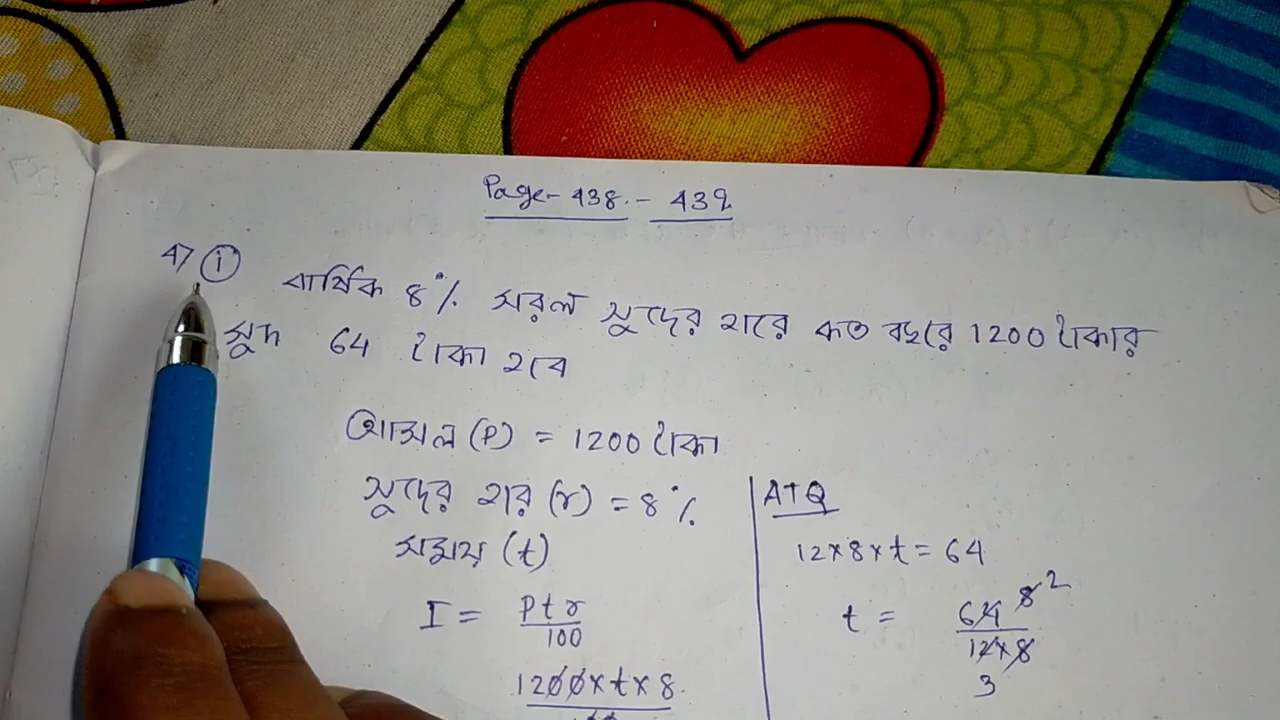 Page - 438. - 439
47 (i) বার্ষিক 8% সরল সুদের হারে কত বছরে 1200 টাকার
সুদ 64 টাকা হবে
আসল (P) = 1200 টাকা
সুদের হার (r) = 8%
সময় (t)
I = Ptr / 100
1200 × t × 8
ATQ
12 × 8 × t = 64
t = 64 8 2 / 12 × 8
3